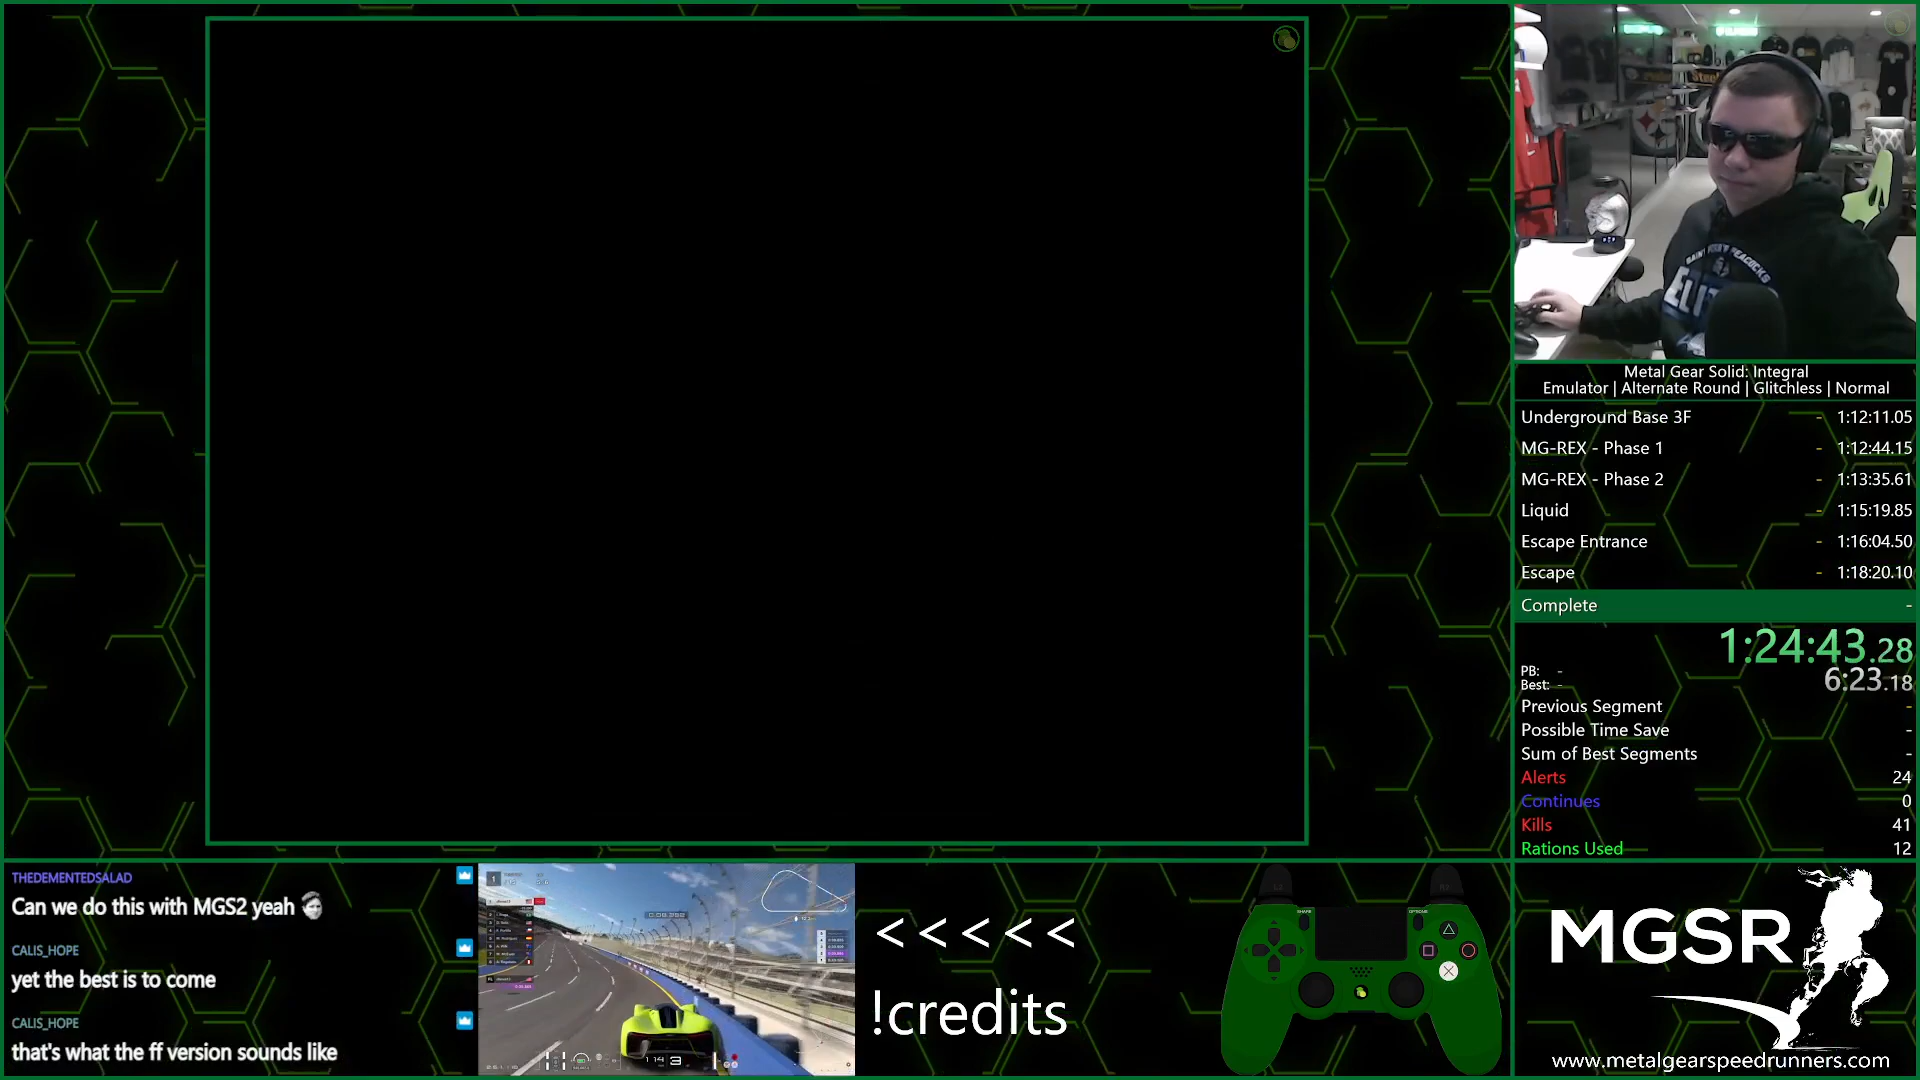 Metal Gear Solid: Integral
Emulator | Alternate Round | Glitchless | Normal
Underground Base 3F - 1:12:11.05
MG-REX - Phase 1 - 1:12:44.15
MG-REX - Phase 2 - 1:13:35.61
Liquid - 1:15:19.85
Escape Entrance - 1:16:04.50
Escape - 1:18:20.10
Complete -
1:24:43.28
PB: -
Best: -
6:23.18
Previous Segment -
Possible Time Save -
Sum of Best Segments -
Alerts 24
Continues 0
Kills 41
Rations Used 12
THEDEMENTEDSALAD
Can we do this with MGS2 yeah
CALIS_HOPE
yet the best is to come
CALIS_HOPE
that's what the ff version sounds like
114 3
< < < < <
!credits
SHARE
OPTIONS
MGSR
www.metalgearspeedrunners.com